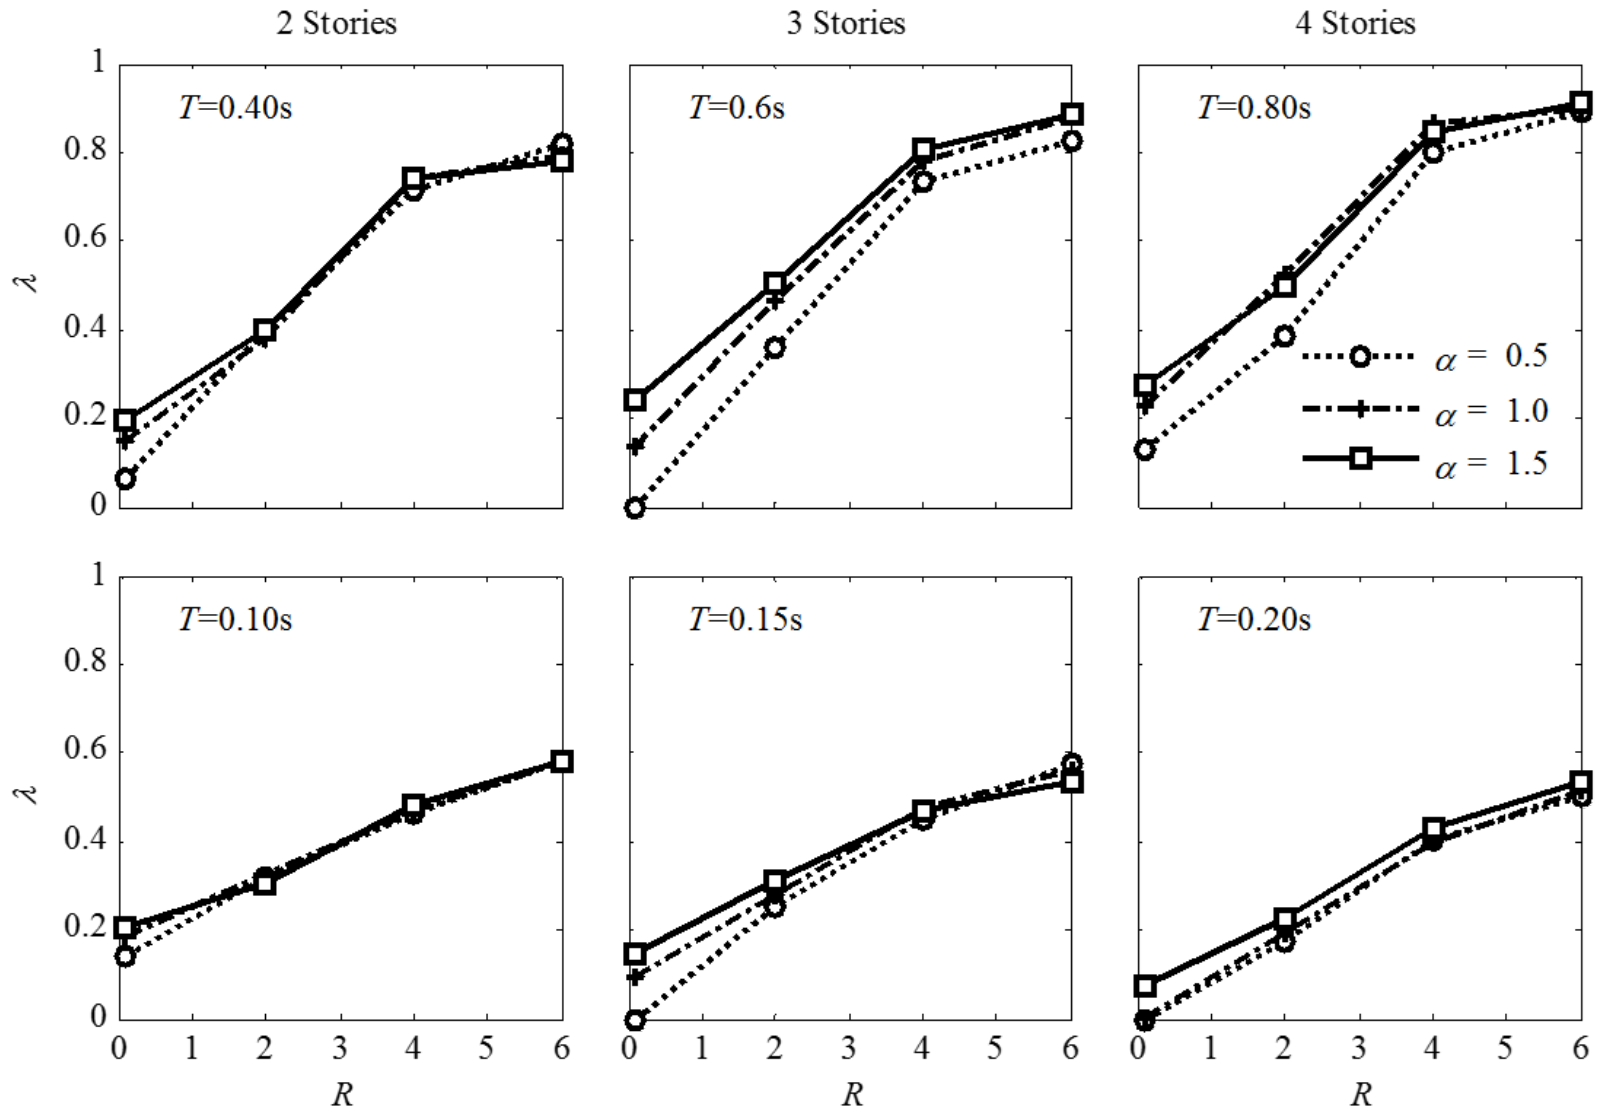 2 Stories 3 Stories 4 Stories
1
T=0.40s T=0.6s T=0.80s
0.8
0.6
λ
0.4
α = 0.5
α = 1.0
0.2
α = 1.5
0
1
T=0.10s T=0.15s T=0.20s
0.8
0.6
λ
0.4
0.2
0
0 1 2 3 4 5 6 0 1 2 3 4 5 6 0 1 2 3 4 5 6
R R R